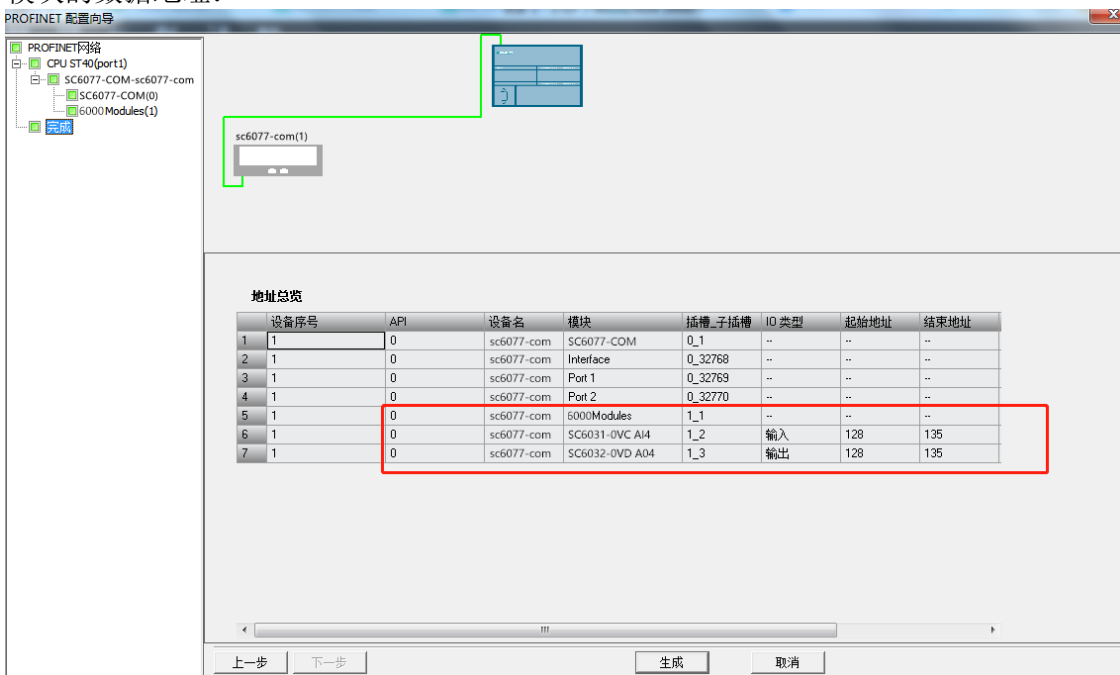 模块的数据地址.
PROFINET 配置向导
PROFINET网络
CPU ST40(port1)
SC6077-COM-sc6077-com
SC6077-COM(0)
6000Modules(1)
完成
sc6077-com(1)
地址总览
设备序号 API 设备名 模块 插槽_子插槽 IO 类型 起始地址 结束地址
1 1 0 sc6077-com SC6077-COM 0_1 -- -- --
2 1 0 sc6077-com Interface 0_32768 -- -- --
3 1 0 sc6077-com Port 1 0_32769 -- -- --
4 1 0 sc6077-com Port 2 0_32770 -- -- --
5 1 0 sc6077-com 6000Modules 1_1 -- -- --
6 1 0 sc6077-com SC6031-0VC AI4 1_2 输入 128 135
7 1 0 sc6077-com SC6032-0VD A04 1_3 输出 128 135
上一步 下一步 生成 取消